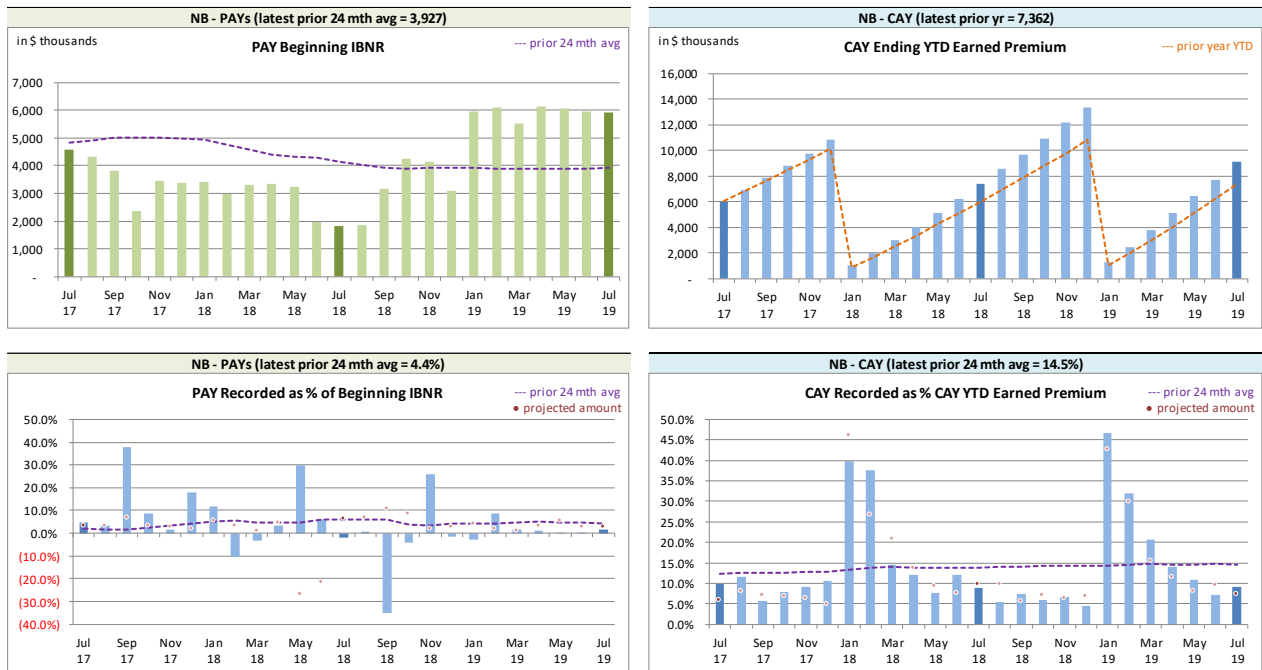 NB - PAYs (latest prior 24 mth avg = 3,927)
in $ thousands
PAY Beginning IBNR
--- prior 24 mth avg
7,000
6,000
5,000
4,000
3,000
2,000
1,000
-
Jul Sep Nov Jan Mar May Jul Sep Nov Jan Mar May Jul
17 17 17 18 18 18 18 18 18 19 19 19 19
NB - CAY (latest prior yr = 7,362)
in $ thousands
CAY Ending YTD Earned Premium
--- prior year YTD
16,000
14,000
12,000
10,000
8,000
6,000
4,000
2,000
-
Jul Sep Nov Jan Mar May Jul Sep Nov Jan Mar May Jul
17 17 17 18 18 18 18 18 18 19 19 19 19
NB - PAYs (latest prior 24 mth avg = 4.4%)
PAY Recorded as % of Beginning IBNR
--- prior 24 mth avg
• projected amount
50.0%
40.0%
30.0%
20.0%
10.0%
0.0%
(10.0%)
(20.0%)
(30.0%)
(40.0%)
Jul Sep Nov Jan Mar May Jul Sep Nov Jan Mar May Jul
17 17 17 18 18 18 18 18 18 19 19 19 19
NB - CAY (latest prior 24 mth avg = 14.5%)
CAY Recorded as % CAY YTD Earned Premium
--- prior 24 mth avg
• projected amount
50.0%
45.0%
40.0%
35.0%
30.0%
25.0%
20.0%
15.0%
10.0%
5.0%
0.0%
Jul Sep Nov Jan Mar May Jul Sep Nov Jan Mar May Jul
17 17 17 18 18 18 18 18 18 19 19 19 19